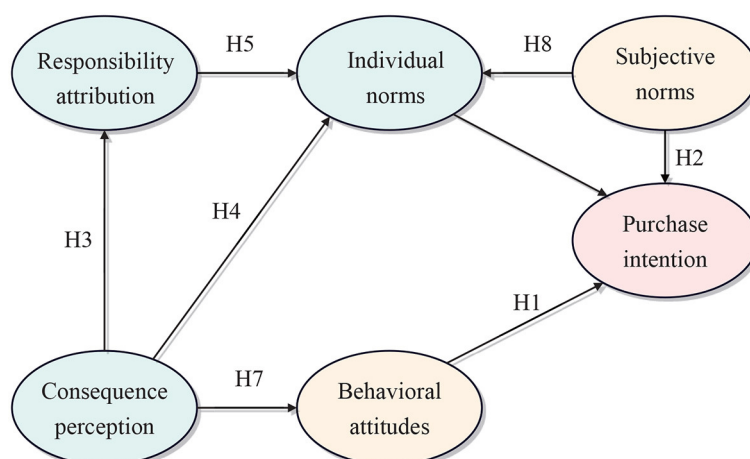 Responsibility
attribution
H5
Individual
norms
H8
Subjective
norms
H2
H3
H4
Purchase
intention
H1
Consequence
perception
H7
Behavioral
attitudes